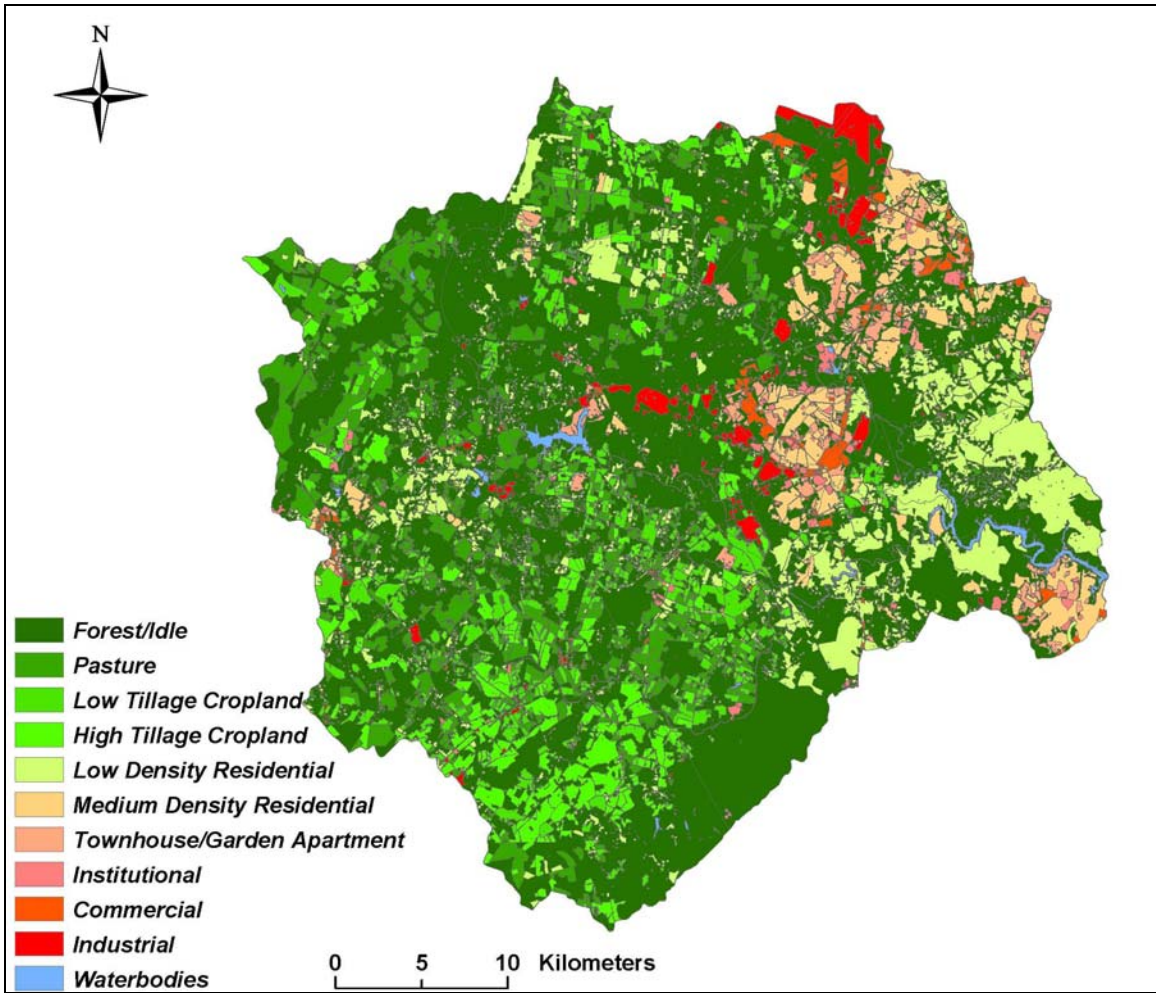 N
Forest/Idle
Pasture
Low Tillage Cropland
High Tillage Cropland
Low Density Residential
Medium Density Residential
Townhouse/Garden Apartment
Institutional
Commercial
Industrial
Waterbodies
0 5 10 Kilometers